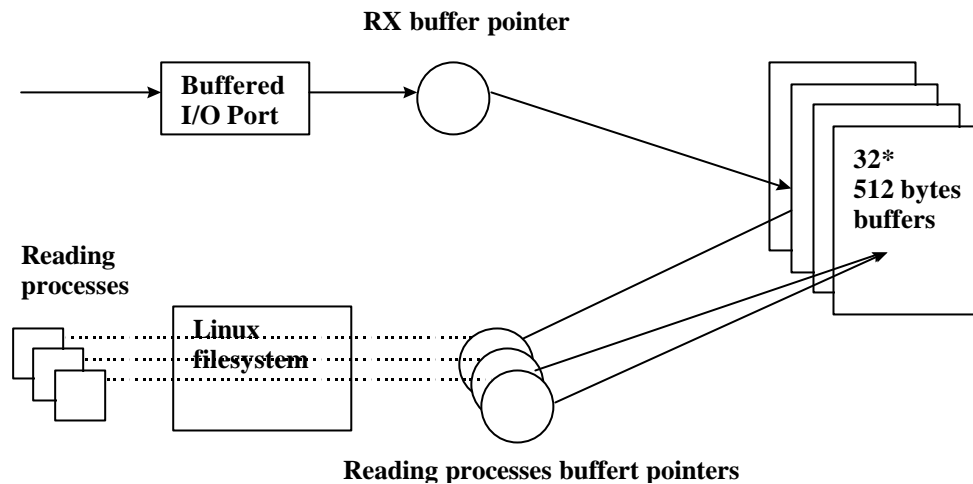 RX buffer pointer
Buffered
I/O Port
32*
512 bytes
buffers
Reading
processes
Linux
filesystem
Reading processes buffert pointers